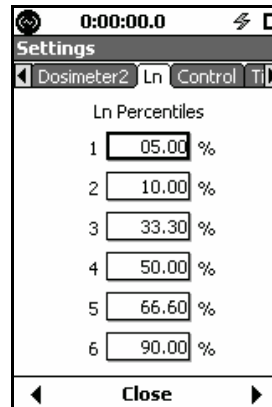 0:00:00.0
Settings
Dosimeter2 Ln Control Ti
Ln Percentiles
1 05.00 %
2 10.00 %
3 33.30 %
4 50.00 %
5 66.60 %
6 90.00 %
Close